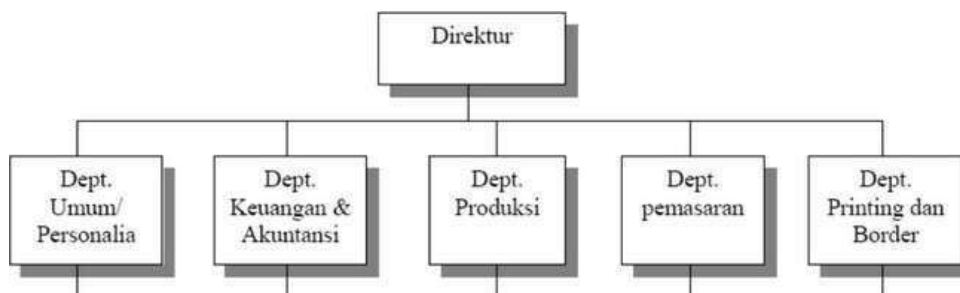 Direktur
Dept.
Umum/
Personalia
Dept.
Keuangan &
Akuntansi
Dept.
Produksi
Dept.
pemasaran
Dept.
Printing dan
Border